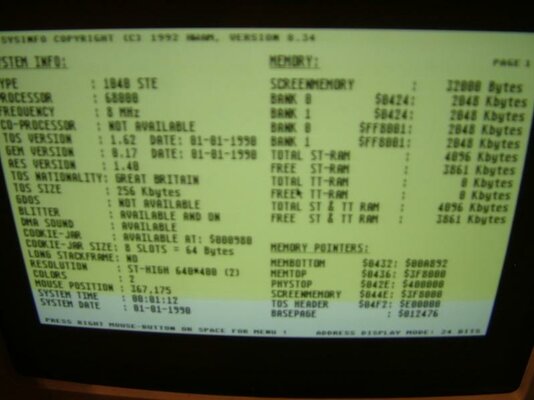 SYSINFO COPYRIGHT (C) 1992 VERSION 8.34
SYSTEM INFO:
TYPE : 1040 STE
PROCESSOR : 68000
FREQUENCY : 8 MHz
CO-PROCESSOR : NOT AVAILABLE
TOS VERSION : 1.62 DATE: 01-01-1990
GEM VERSION : 0.17 DATE: 01-01-1990
AES VERSION : 1.40
TOS NATIONALITY: GREAT BRITAIN
TOS SIZE : 256 Kbytes
GDOS : NOT AVAILABLE
BLITTER : AVAILABLE AND ON
DMA SOUND : AVAILABLE
COOKIE-JAR : AVAILABLE AT: $000980
COOKIE-JAR SIZE: 8 SLOTS = 64 Bytes
LONG STACKFRAME: NO
RESOLUTION : ST-HIGH 640*400 (2)
COLORS : 2
MOUSE POSITION : 367,175
SYSTEM TIME : 00:01:12
SYSTEM DATE : 01-01-1990
MEMORY: PAGE 1
SCREENMEMORY : 32000 Bytes
BANK 0 $0424: 2048 Kbytes
BANK 1 $0424: 2048 Kbytes
BANK 0 $FF8001: 2048 Kbytes
BANK 1 $FF8001: 2048 Kbytes
TOTAL ST-RAM : 4096 Kbytes
FREE ST-RAM : 3861 Kbytes
TOTAL TT-RAM : 0 Kbytes
FREE TT-RAM : 0 Kbytes
TOTAL ST & TT RAM : 4096 Kbytes
FREE ST & TT RAM : 3861 Kbytes
MEMORY POINTERS:
MEMBOTTOM $0432: $00A892
MEMTOP $0436: $3F8000
PHYSTOP $042E: $400000
SCREENMEMORY $044E: $3F8000
TOS HEADER $04F2: $E00000
BASEPAGE : $012476
PRESS RIGHT MOUSE-BUTTON OR SPACE FOR MENU ! ADDRESS DISPLAY MODE: 24 BITS